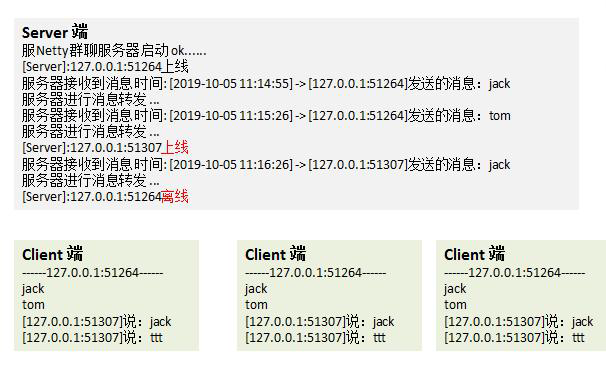 Server 端
服Netty群聊服务器启动 ok......
[Server]:127.0.0.1:51264上线
服务器接收到消息时间: [2019-10-05 11:14:55] -> [127.0.0.1:51264]发送的消息：jack
服务器进行消息转发 ...
服务器接收到消息时间: [2019-10-05 11:15:26] -> [127.0.0.1:51264]发送的消息：tom
服务器进行消息转发 ...
[Server]:127.0.0.1:51307上线
服务器接收到消息时间: [2019-10-05 11:16:26] -> [127.0.0.1:51307]发送的消息：jack
服务器进行消息转发 ...
[Server]:127.0.0.1:51264离线
Client 端
------127.0.0.1:51264------
jack
tom
[127.0.0.1:51307]说：jack
[127.0.0.1:51307]说：ttt
Client 端
------127.0.0.1:51264------
jack
tom
[127.0.0.1:51307]说：jack
[127.0.0.1:51307]说：ttt
Client 端
------127.0.0.1:51264------
jack
tom
[127.0.0.1:51307]说：jack
[127.0.0.1:51307]说：ttt